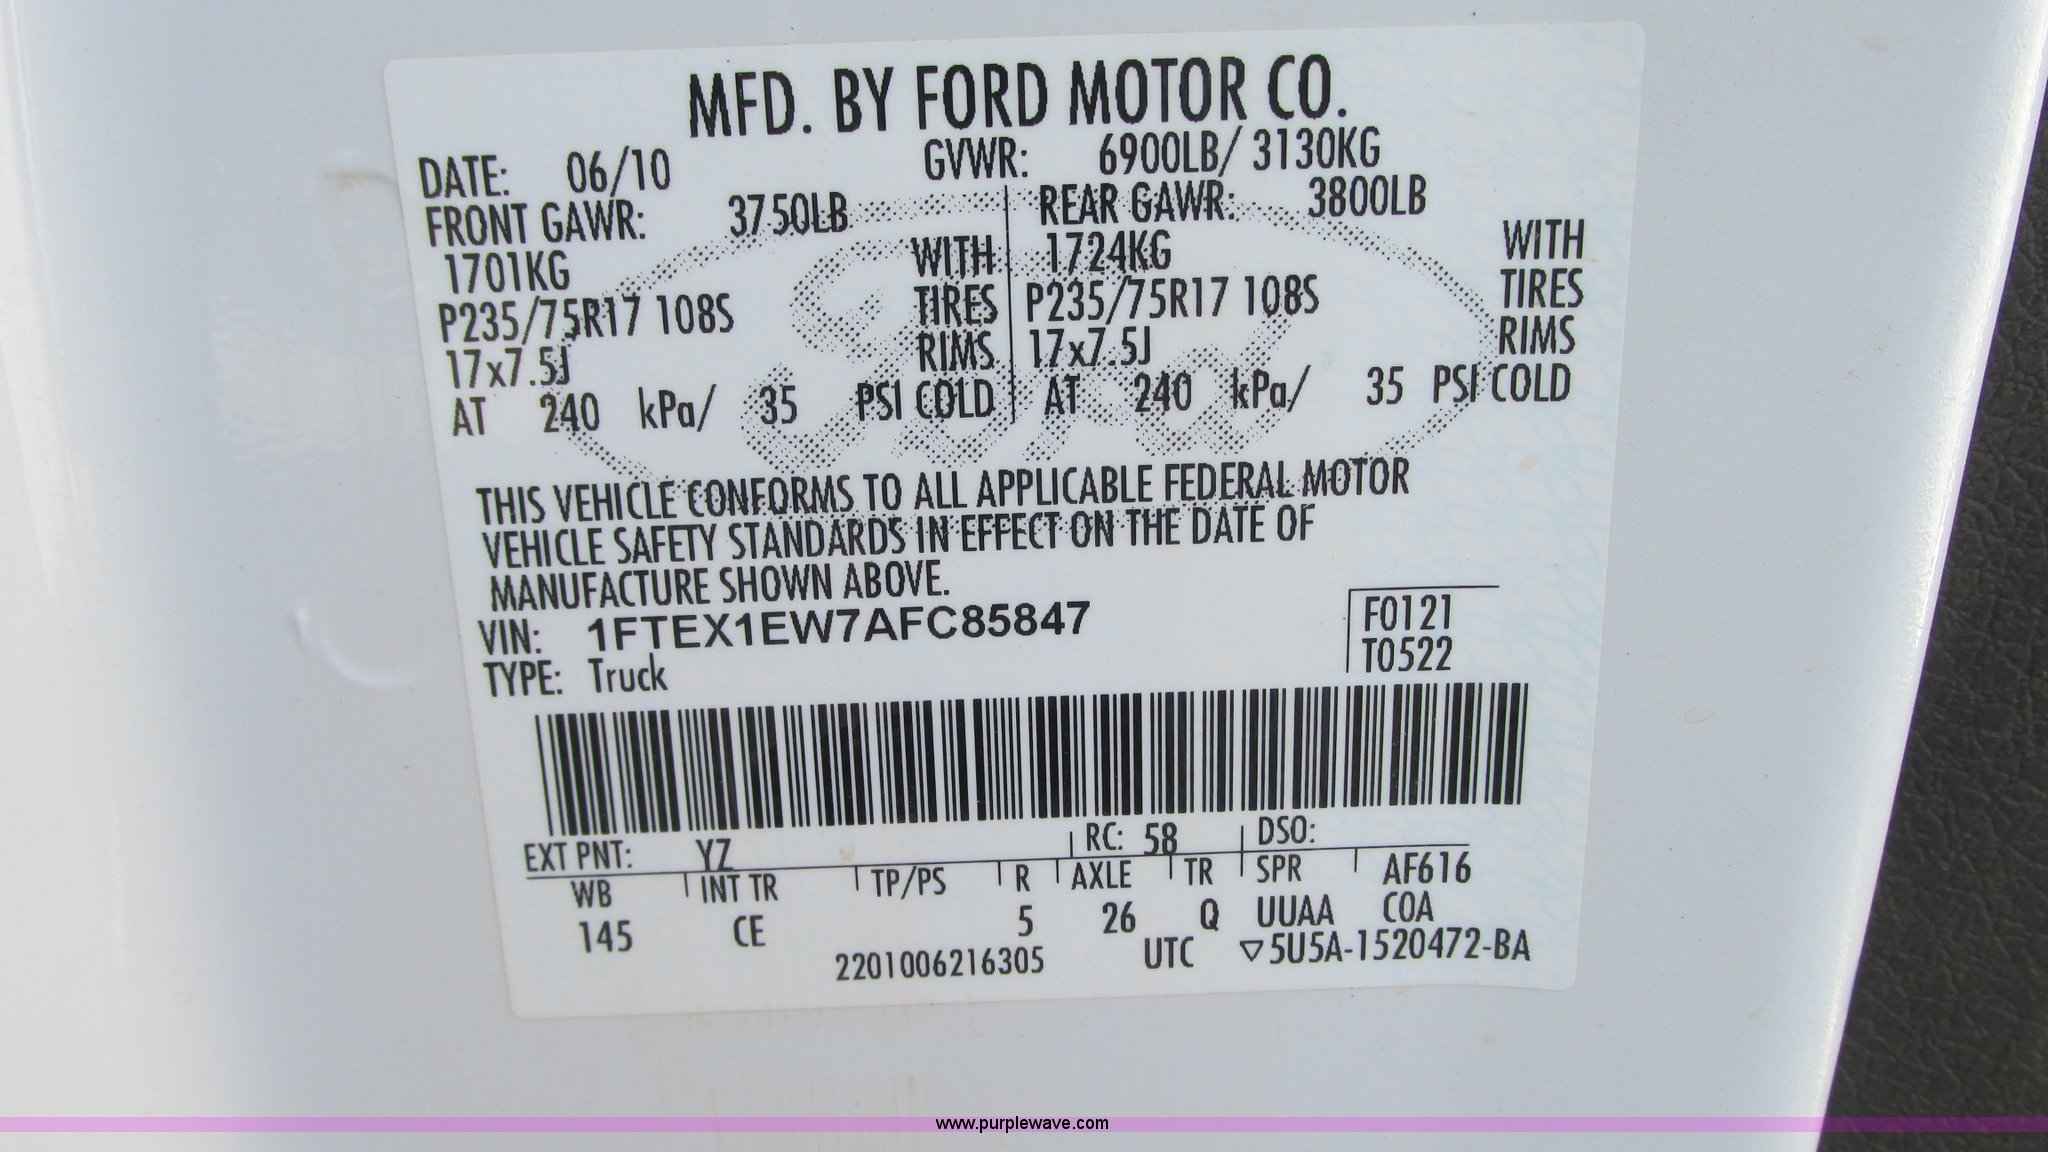 MFD. BY FORD MOTOR CO.
DATE: 06/10 GVWR: 6900LB/ 3130KG
FRONT GAWR: 3750LB REAR GAWR: 3800LB
1701KG WITH 1724KG WITH
P235/75R17 108S TIRES P235/75R17 108S TIRES
17x7.5J RIMS 17x7.5J RIMS
AT 240 kPa/ 35 PSI COLD AT 240 kPa/ 35 PSI COLD
Ford
THIS VEHICLE CONFORMS TO ALL APPLICABLE FEDERAL MOTOR
VEHICLE SAFETY STANDARDS IN EFFECT ON THE DATE OF
MANUFACTURE SHOWN ABOVE.
VIN: 1FTEX1EW7AFC85847 F0121
TYPE: Truck T0522
EXT PNT: YZ RC: 58 DSO:
WB INT TR TP/PS R AXLE TR SPR AF616
145 CE 5 26 Q UUAA COA
2201006216305 UTC ▽5U5A-1520472-BA
www.purplewave.com